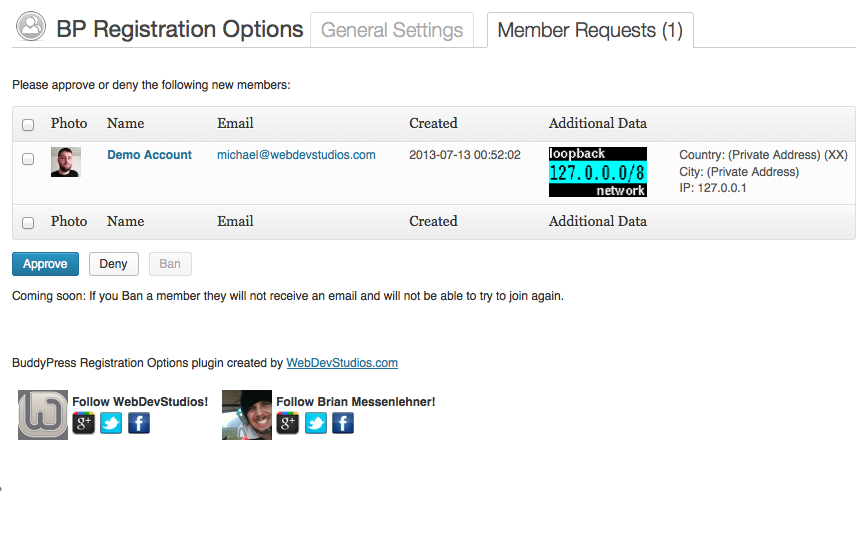 BP Registration Options General Settings Member Requests (1)
Please approve or deny the following new members:
Photo Name Email Created Additional Data
Demo Account michael@webdevstudios.com 2013-07-13 00:52:02 loopback Country: (Private Address) (XX)
127.0.0.0/8 City: (Private Address)
network IP: 127.0.0.1
Photo Name Email Created Additional Data
Approve Deny Ban
Coming soon: If you Ban a member they will not receive an email and will not be able to try to join again.
BuddyPress Registration Options plugin created by WebDevStudios.com
Follow WebDevStudios! Follow Brian Messenlehner!
g+ f g+ f